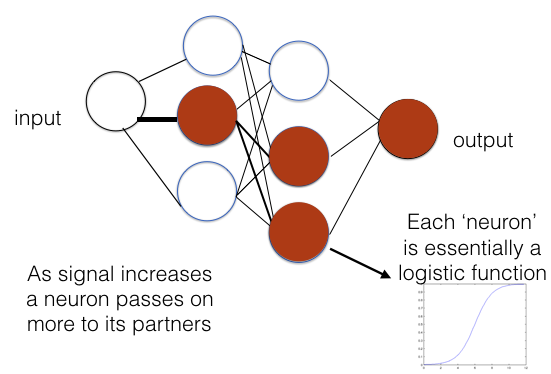 input
output
Each ‘neuron’
is essentially a
logistic function
As signal increases
a neuron passes on
more to its partners